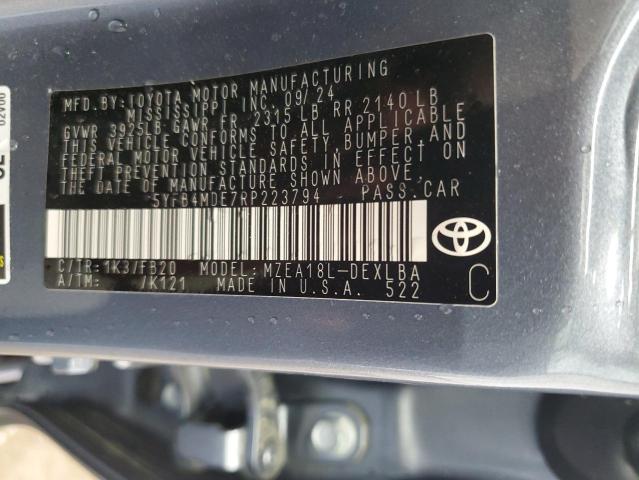 MFD.BY:TOYOTA MOTOR MANUFACTURING
MISSISSIPPI INC. 09/24
GVWR 3925LB GAWR FR 2315 LB RR 2140LB
THIS VEHICLE CONFORMS TO ALL APPLICABLE
FEDERAL MOTOR VEHICLE SAFETY, BUMPER, AND
THEFT PREVENTION STANDARDS IN EFFECT ON
THE DATE OF MANUFACTURE SHOWN ABOVE.
5YFB4MDE7RP223794 PASS.CAR
C/TR:1K3/FB20 MODEL:MZEA18L-DEXLBA
A/TM: /K121 MADE IN U.S.A. 522
C